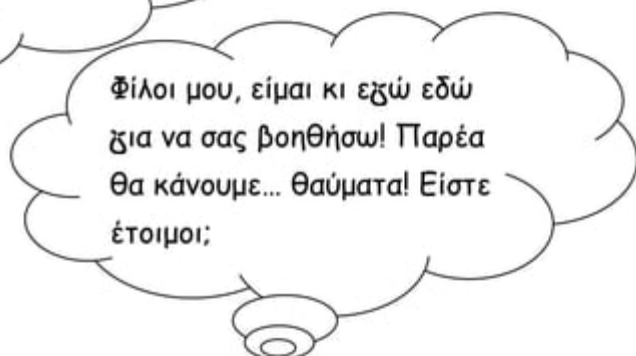 Φίλοι μου, είμαι κι εγώ εδώ
για να σας βοηθήσω! Παρέα
θα κάνουμε... θαύματα! Είστε
έτοιμοι;